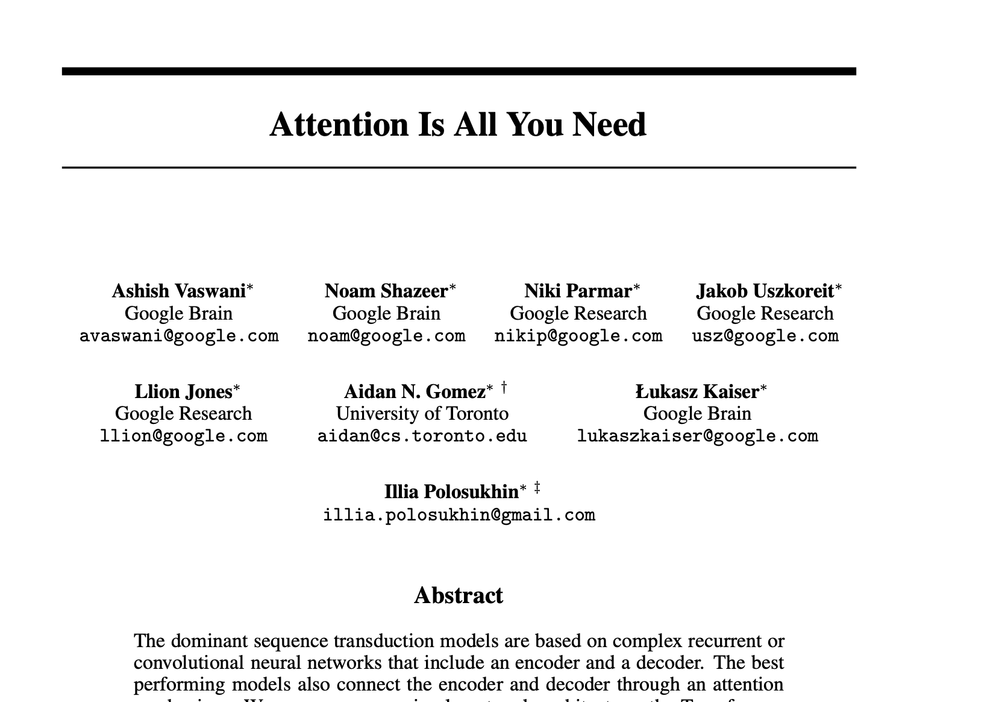 Attention Is All You Need
Ashish Vaswani∗
Google Brain
avaswani@google.com
Noam Shazeer∗
Google Brain
noam@google.com
Niki Parmar∗
Google Research
nikip@google.com
Jakob Uszkoreit∗
Google Research
usz@google.com
Llion Jones∗
Google Research
llion@google.com
Aidan N. Gomez∗ †
University of Toronto
aidan@cs.toronto.edu
Łukasz Kaiser∗
Google Brain
lukaszkaiser@google.com
Illia Polosukhin∗ ‡
illia.polosukhin@gmail.com
Abstract
The dominant sequence transduction models are based on complex recurrent or
convolutional neural networks that include an encoder and a decoder. The best
performing models also connect the encoder and decoder through an attention